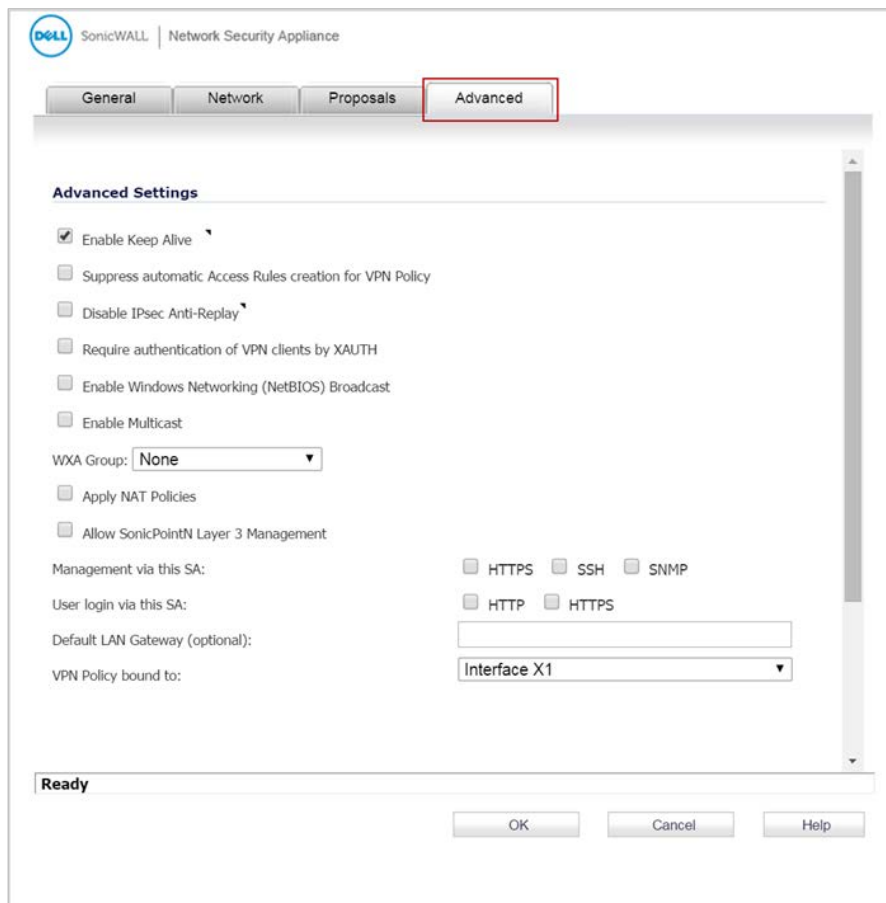 DELL SonicWALL | Network Security Appliance
General Network Proposals Advanced
Advanced Settings
Enable Keep Alive
Suppress automatic Access Rules creation for VPN Policy
Disable IPsec Anti-Replay
Require authentication of VPN clients by XAUTH
Enable Windows Networking (NetBIOS) Broadcast
Enable Multicast
WXA Group: None
Apply NAT Policies
Allow SonicPointN Layer 3 Management
Management via this SA: HTTPS SSH SNMP
User login via this SA: HTTP HTTPS
Default LAN Gateway (optional):
VPN Policy bound to: Interface X1
Ready
OK Cancel Help